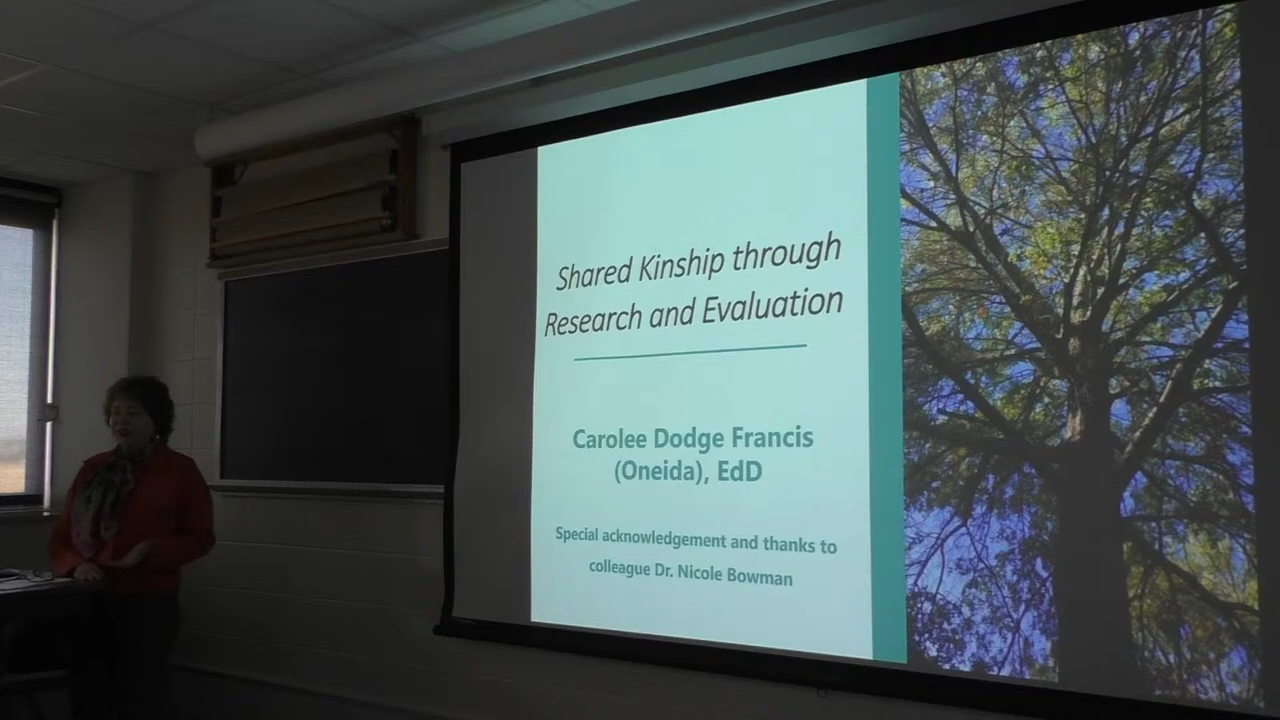 Shared Kinship through
Research and Evaluation
Carolee Dodge Francis
(Oneida), EdD
Special acknowledgement and thanks to
colleague Dr. Nicole Bowman